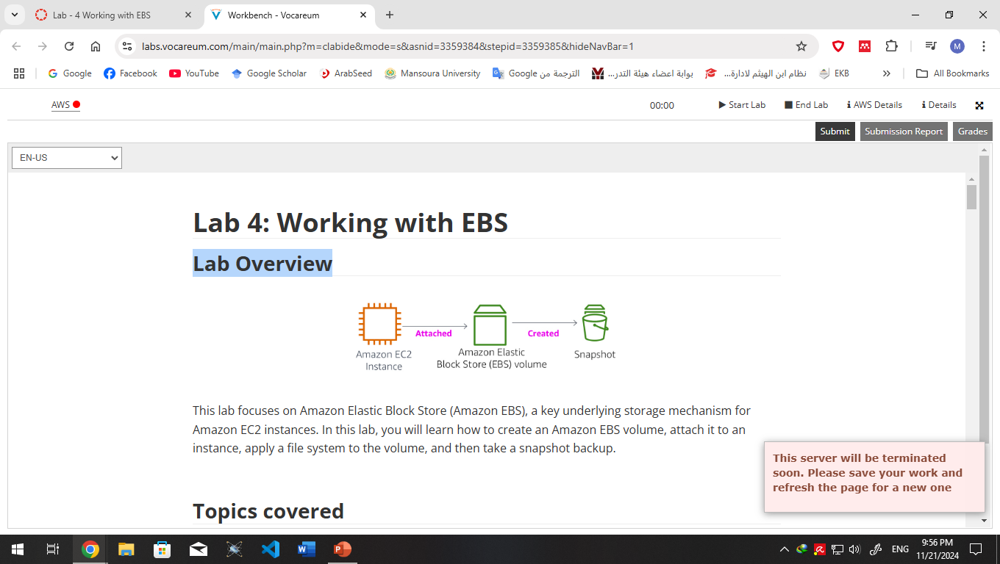 Lab - 4 Working with EBS
Workbench - Vocareum
labs.vocareum.com/main/main.php?m=clabide&mode=s&asnid=3359384&stepid=3359385&hideNavBar=1
M
Google
Facebook
YouTube
Google Scholar
ArabSeed
Mansoura University
الترجمة من Google
بوابة اعضاء هيئة التدر...
نظام ابن الهيثم لادارة...
EKB
All Bookmarks
AWS
00:00
Start Lab
End Lab
AWS Details
Details
Submit
Submission Report
Grades
EN-US
Lab 4: Working with EBS
Lab Overview
Attached
Created
Amazon EC2
Instance
Amazon Elastic
Block Store (EBS) volume
Snapshot
This lab focuses on Amazon Elastic Block Store (Amazon EBS), a key underlying storage mechanism for
Amazon EC2 instances. In this lab, you will learn how to create an Amazon EBS volume, attach it to an
instance, apply a file system to the volume, and then take a snapshot backup.
This server will be terminated
soon. Please save your work and
refresh the page for a new one
Topics covered
ENG
9:56 PM
11/21/2024